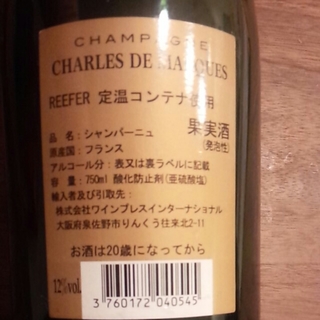 CHAMPAGNE
CHARLES DE MARQUES
REEFER 定温コンテナ使用
品 名：シャンパーニュ 果実酒
原産国：フランス (発泡性)
アルコール分：表又は裏ラベルに記載
容 量：750ml 酸化防止剤(亜硫酸塩)
輸入者及び引取先：
株式会社ワインプレスインターナショナル
大阪府泉佐野市りんくう往来北2-11
お酒は20歳になってから
12%vol.
3 760172 040545